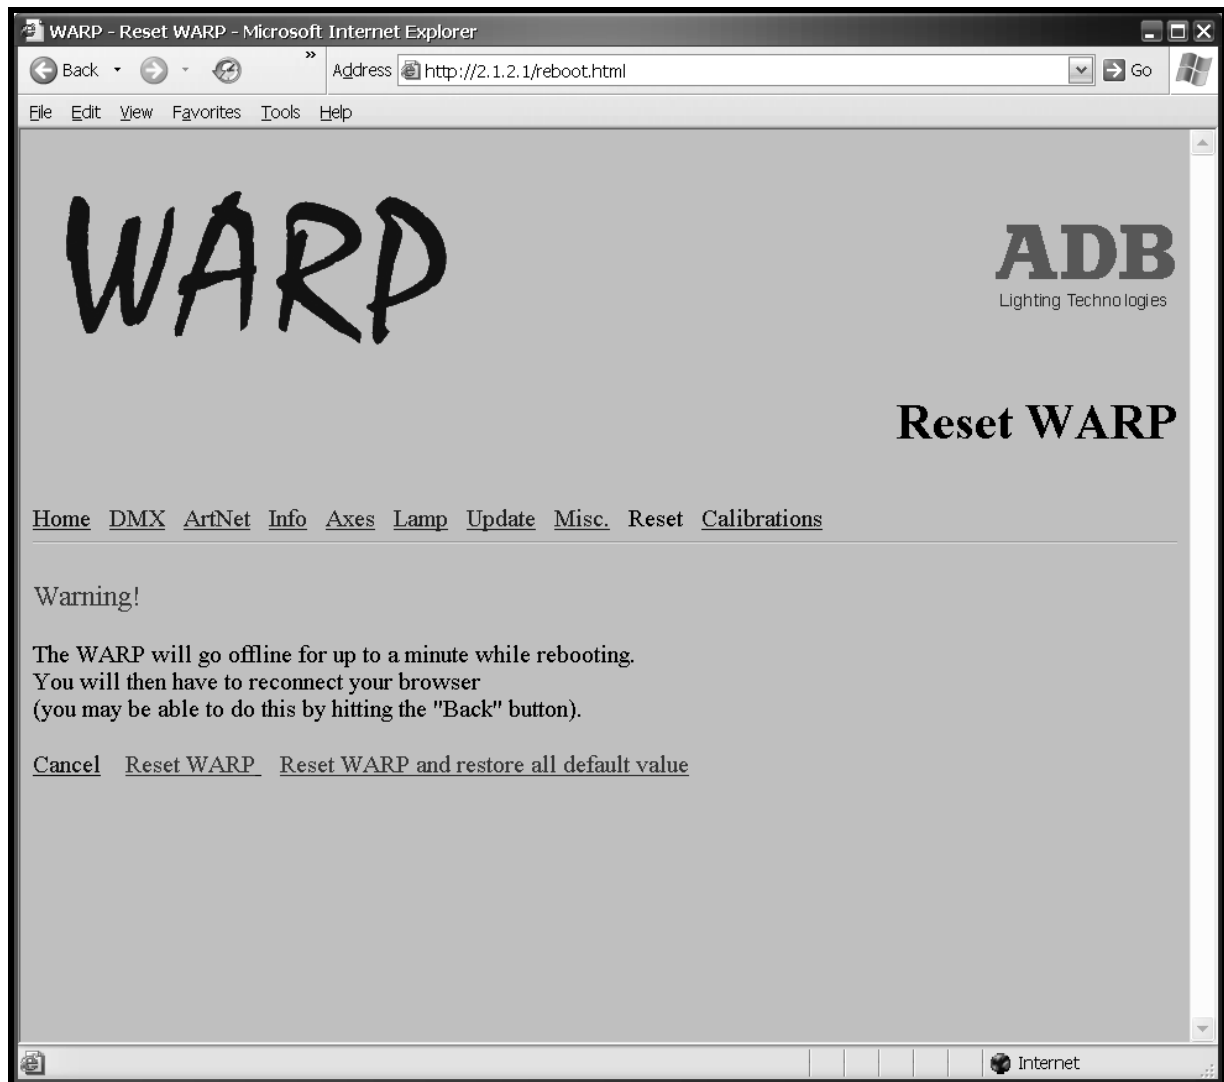 WARP - Reset WARP - Microsoft Internet Explorer
Back » Address http://2.1.2.1/reboot.html Go
File Edit View Favorites Tools Help
WARP
ADB
Lighting Technologies
Reset WARP
Home DMX ArtNet Info Axes Lamp Update Misc. Reset Calibrations
Warning!
The WARP will go offline for up to a minute while rebooting.
You will then have to reconnect your browser
(you may be able to do this by hitting the "Back" button).
Cancel Reset WARP Reset WARP and restore all default value
Internet